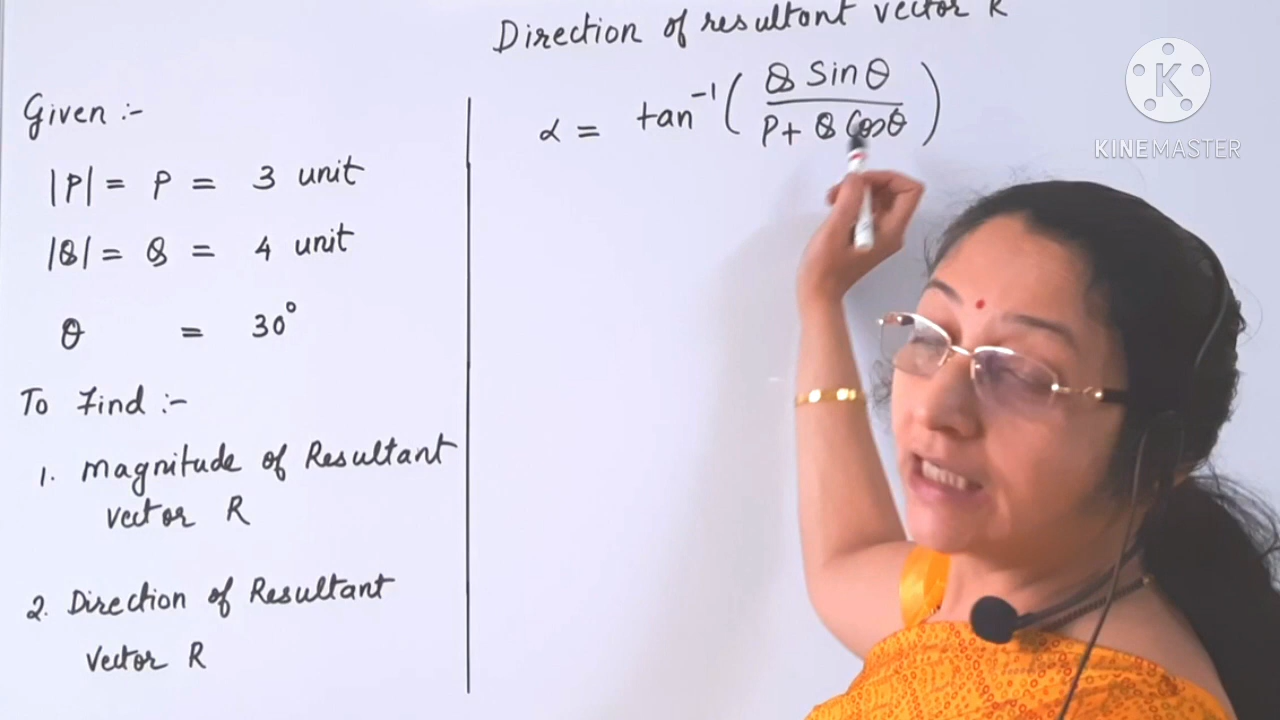 Direction of resultant vector R
Given :-
|P| = P = 3 unit
|Q| = Q = 4 unit
θ = 30°
To Find :-
1. Magnitude of Resultant
vector R
2. Direction of Resultant
vector R
α = tan⁻¹ ( Q Sinθ / P + Q Cosθ )
K
KINEMASTER